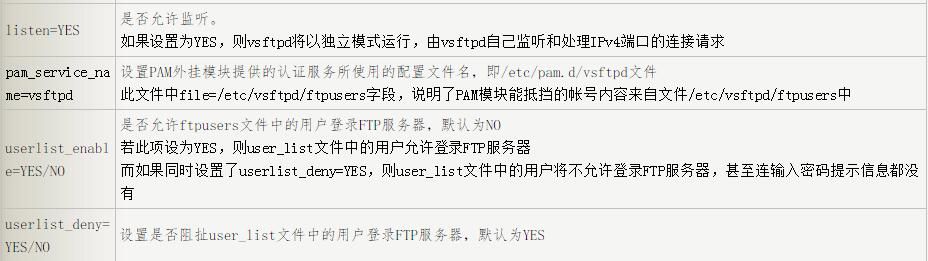 listen=YES
是否允许监听。
如果设置为YES，则vsftpd将以独立模式运行，由vsftpd自己监听和处理IPv4端口的连接请求
pam_service_na
me=vsftpd
设置PAM外挂模块提供的认证服务所使用的配置文件名，即/etc/pam.d/vsftpd文件
此文件中file=/etc/vsftpd/ftpusers字段，说明了PAM模块能抵挡的帐号内容来自文件/etc/vsftpd/ftpusers中
userlist_enabl
e=YES/NO
是否允许ftpusers文件中的用户登录FTP服务器，默认为NO
若此项设为YES，则user_list文件中的用户允许登录FTP服务器
而如果同时设置了userlist_deny=YES，则user_list文件中的用户将不允许登录FTP服务器，甚至连输入密码提示信息都没
有
userlist_deny=
YES/NO
设置是否阻扯user_list文件中的用户登录FTP服务器，默认为YES